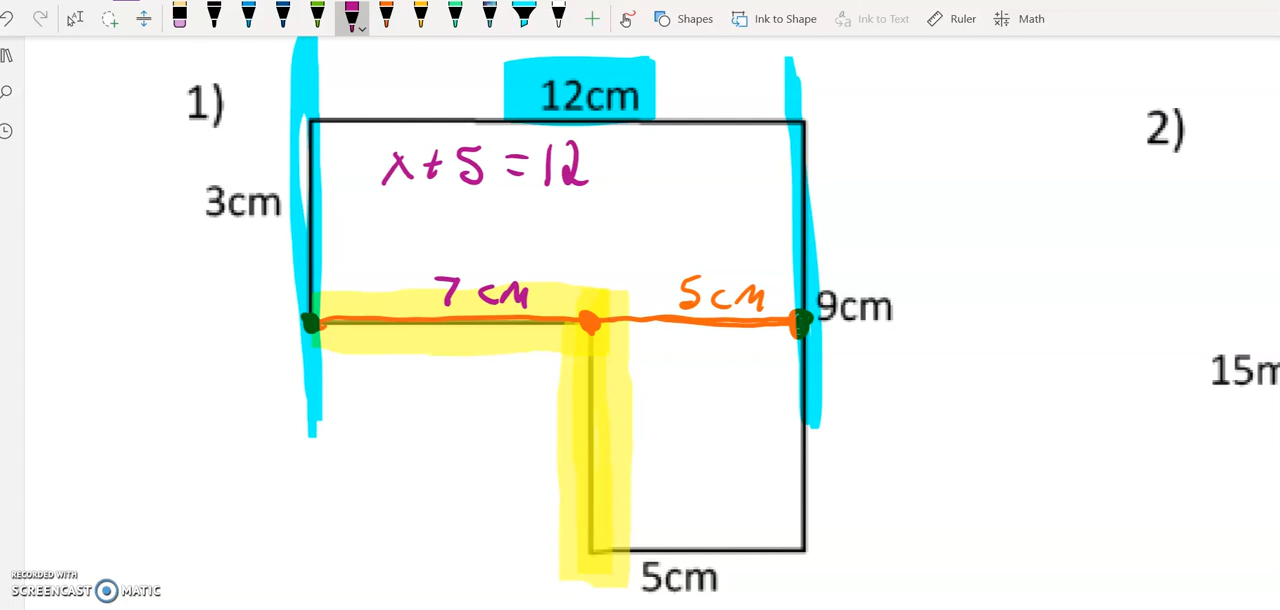 Shapes Ink to Shape Ink to Text Ruler Math
1)
12cm
2)
x + 5 = 12
3cm
7 cm
5 cm
9cm
15m
5cm
RECORDED WITH
SCREENCAST MATIC